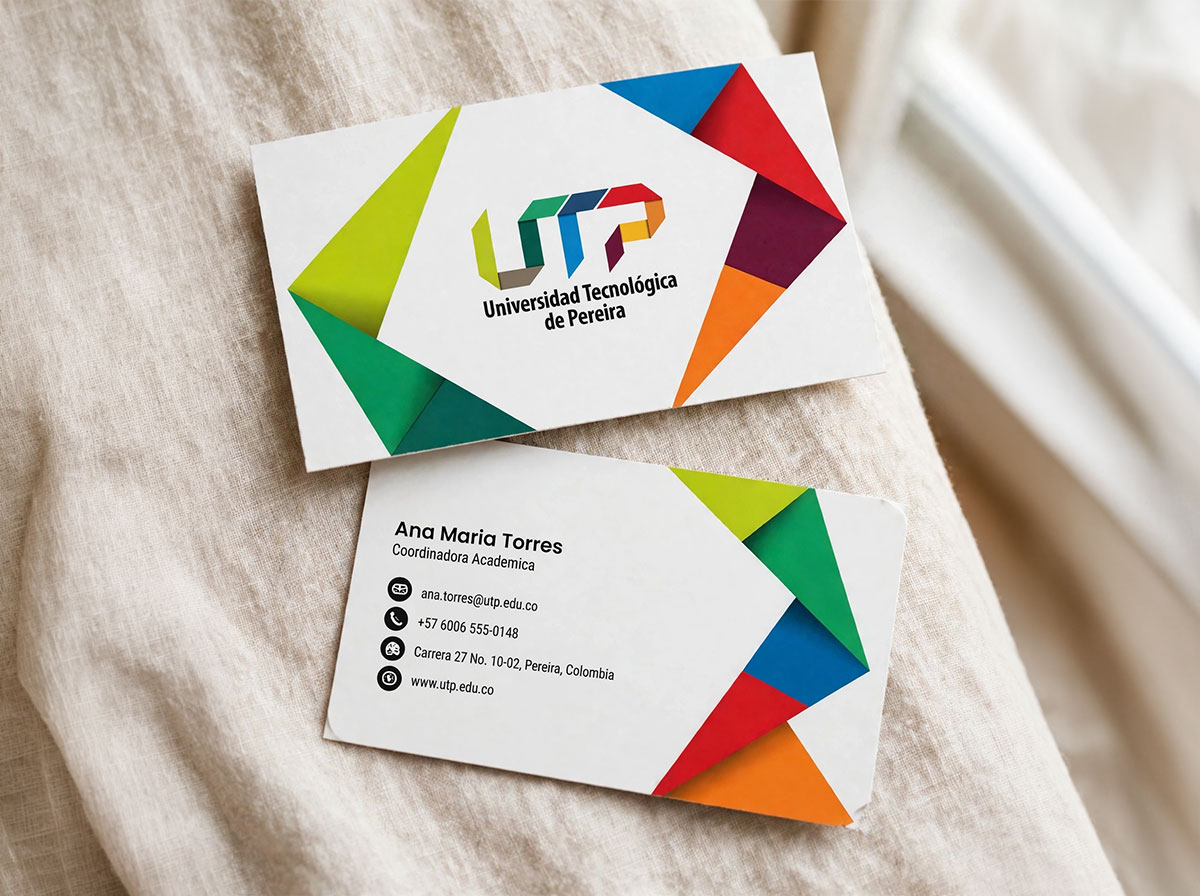 UTP
Universidad Tecnológica
de Pereira
Ana Maria Torres
Coordinadora Academica
ana.torres@utp.edu.co
+57 6006 555-0148
Carrera 27 No. 10-02, Pereira, Colombia
www.utp.edu.co